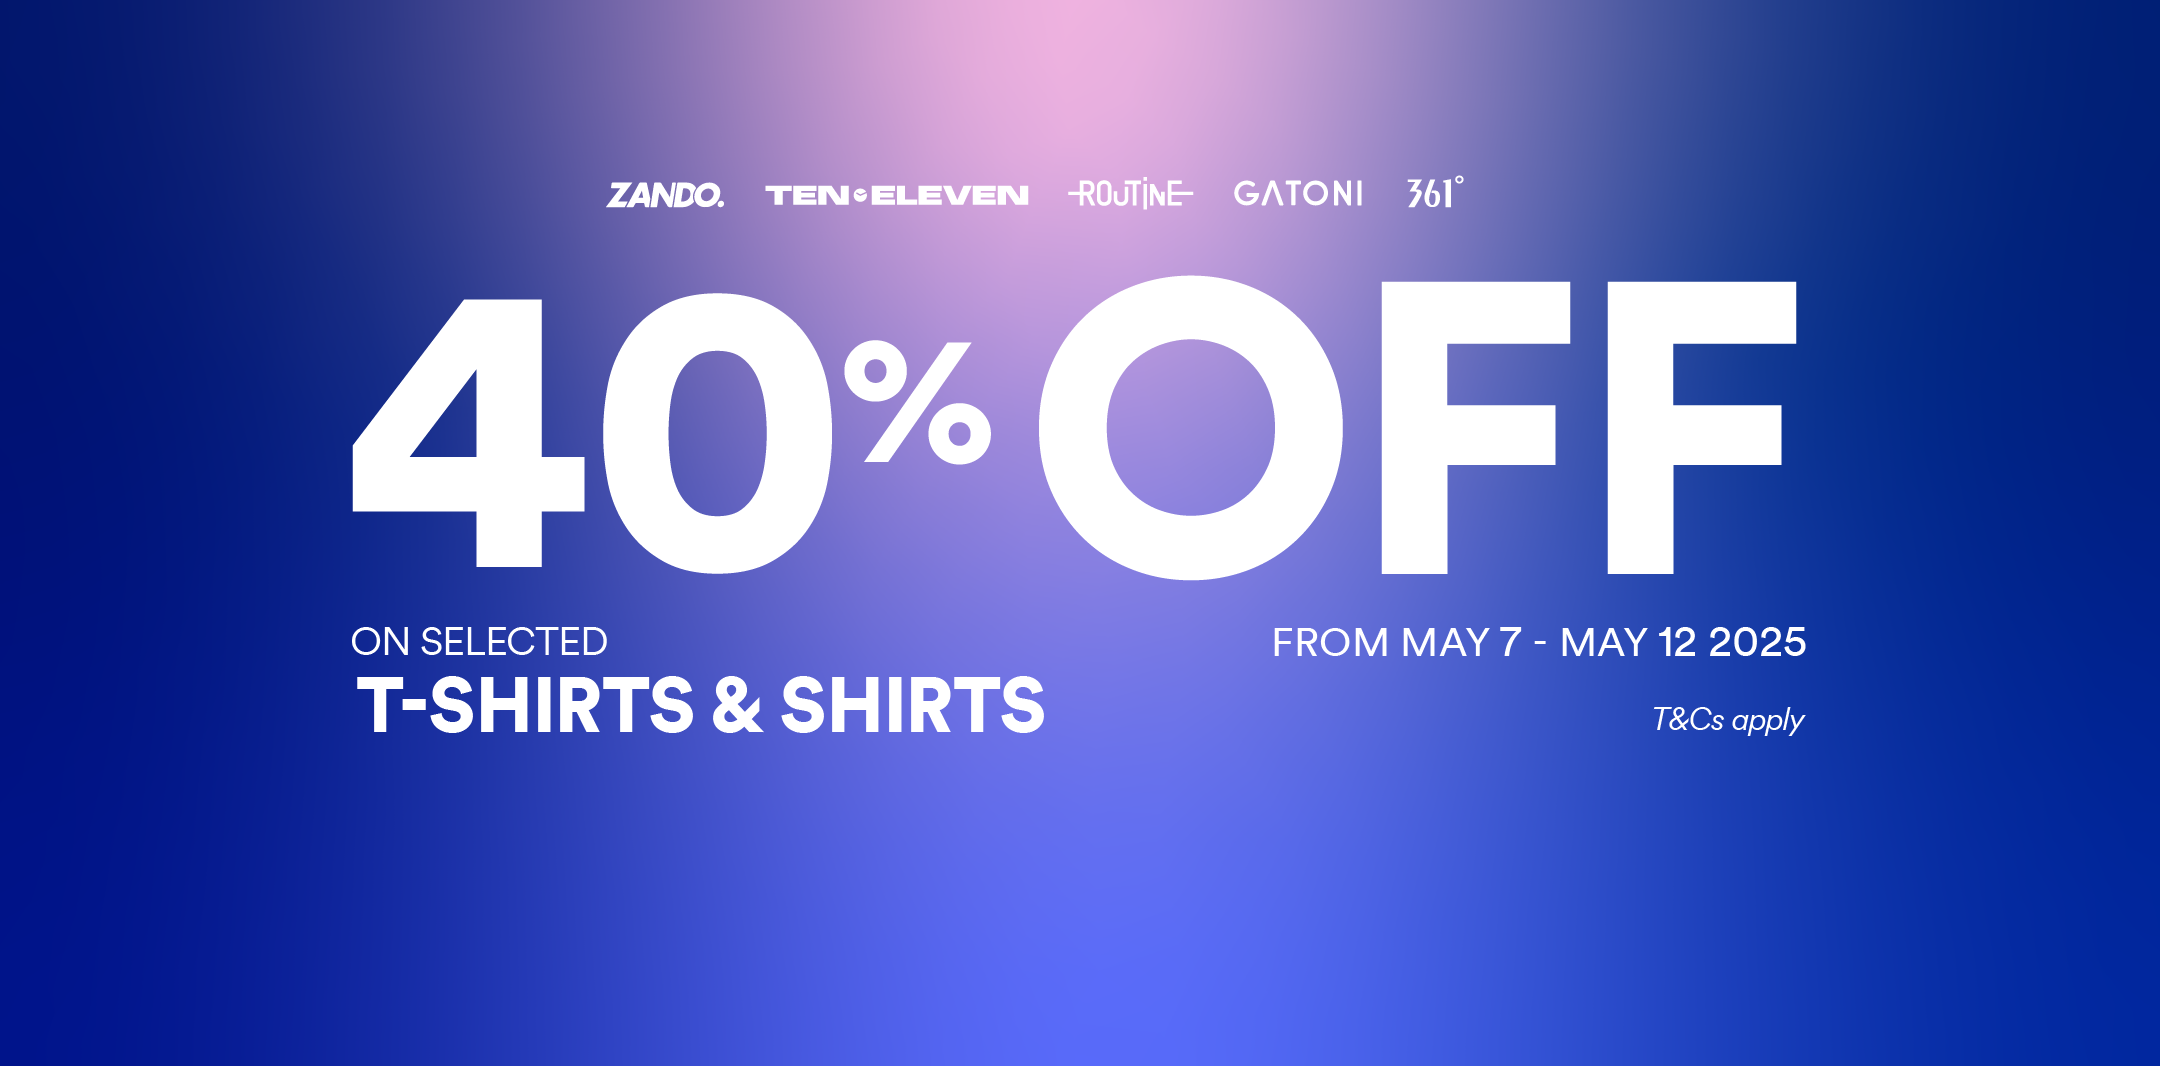 ZANDO. TEN ELEVEN ROUTINE GATONI 361°
40% OFF
ON SELECTED
T-SHIRTS & SHIRTS
FROM MAY 7 - MAY 12 2025
T&Cs apply